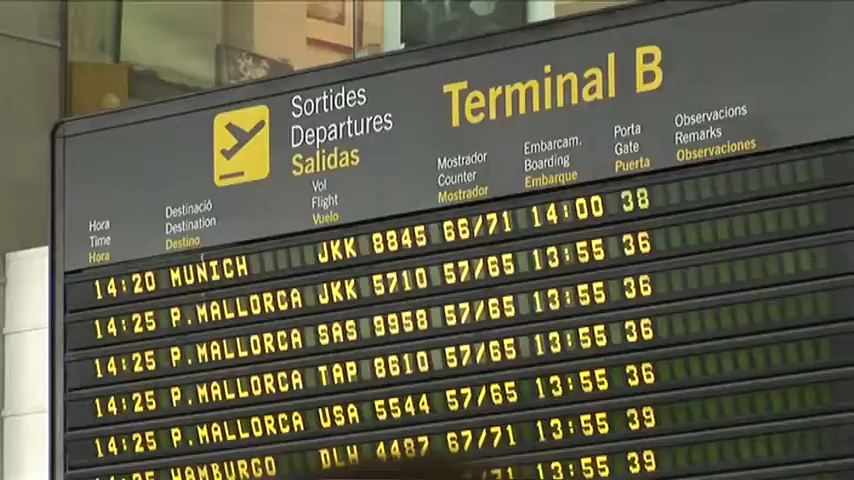 Sortides
Departures
Salidas
Terminal B
Hora
Time
Hora
Destinació
Destination
Destino
Vol
Flight
Vuelo
Mostrador
Counter
Mostrador
Embarcam.
Boarding
Embarque
Porta
Gate
Puerta
Observacions
Remarks
Observaciones
14:20 MUÑICH JKK 8845 66/71 14:00 38
14:25 P.MALLORCA JKK 5710 57/65 13:55 36
14:25 P.MALLORCA SAS 9958 57/65 13:55 36
14:25 P.MALLORCA TAP 8610 57/65 13:55 36
14:25 P.MALLORCA USA 5544 57/65 13:55 36
14:25 HAMBURGO DLH 4487 67/71 13:55 39
13:55 39